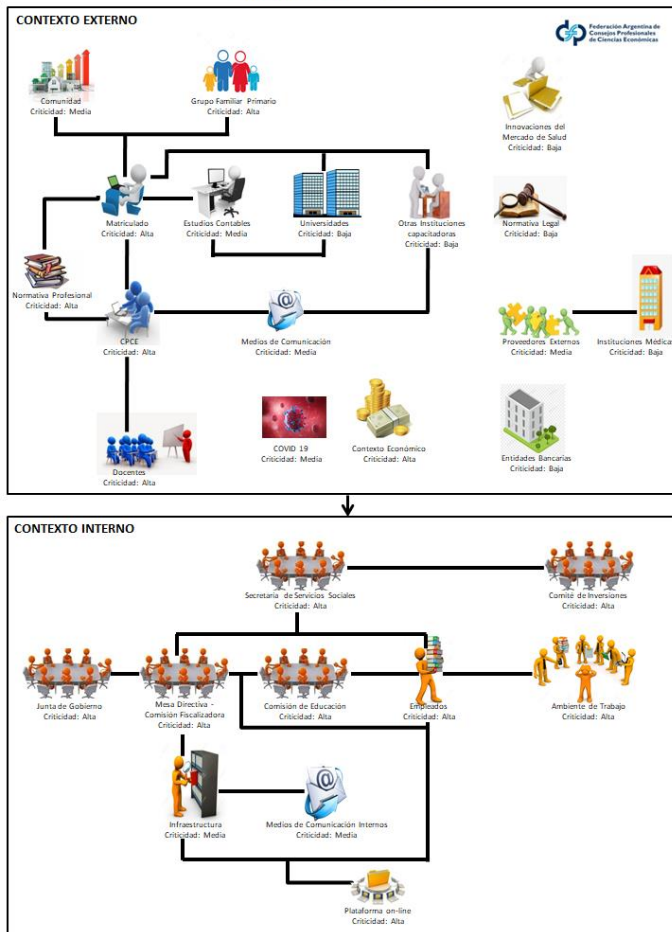 CONTEXTO EXTERNO
Federación Argentina de
Consejos Profesionales
de Ciencias Económicas
Comunidad
Criticidad: Media
Grupo Familiar Primario
Criticidad: Alta
Innovaciones del
Mercado de Salud
Criticidad: Baja
Matriculado
Criticidad: Alta
Estudios Contables
Criticidad: Media
Universidades
Criticidad: Baja
Otras Instituciones
capacitadoras
Criticidad: Baja
Normativa Legal
Criticidad: Baja
Normativa Profesional
Criticidad: Alta
CPCE
Criticidad: Alta
Medios de Comunicación
Criticidad: Media
Proveedores Externos
Criticidad: Media
Instituciones Médicas
Criticidad: Baja
Docentes
Criticidad: Alta
COVID 19
Criticidad: Media
Contexto Económico
Criticidad: Alta
Entidades Bancarias
Criticidad: Baja
CONTEXTO INTERNO
Secretaría de Servicios Sociales
Criticidad: Alta
Comité de Inversiones
Criticidad: Alta
Junta de Gobierno
Criticidad: Alta
Mesa Directiva -
Comisión Fiscalizadora
Criticidad: Alta
Comisión de Educación
Criticidad: Alta
Empleados
Criticidad: Alta
Ambiente de Trabajo
Criticidad: Alta
Infraestructura
Criticidad: Media
Medios de Comunicación Internos
Criticidad: Media
Plataforma on-line
Criticidad: Alta